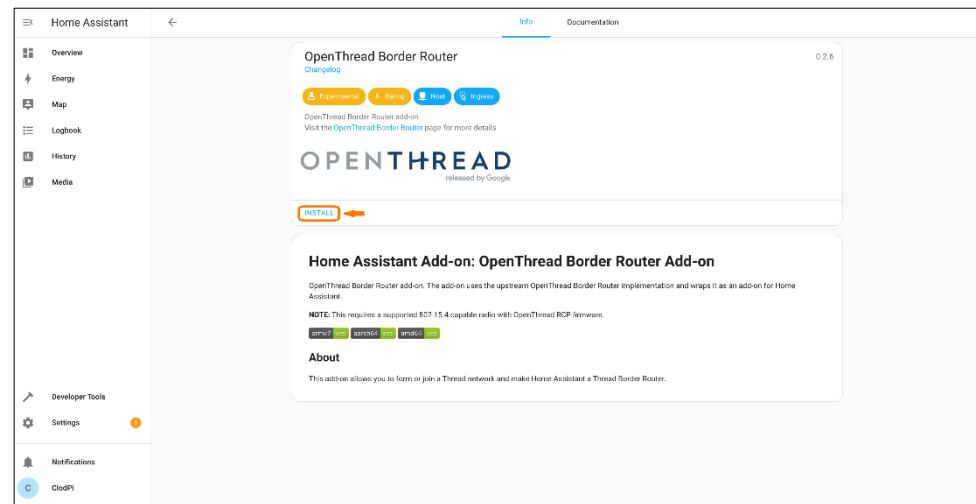 Home Assistant
Info
Documentation
Overview
Energy
Map
Logbook
History
Media
Developer Tools
Settings
1
Notifications
C
ClodPi
OpenThread Border Router
0.2.6
Changelog
Experimental
Rating
Host
Ingress
OpenThread Border Router add-on.
Visit the OpenThread Border Router page for more details
OPENTHREAD
released by Google
INSTALL
Home Assistant Add-on: OpenThread Border Router Add-on
OpenThread Border Router add-on. The add-on uses the upstream OpenThread Border Router implementation and wraps it as an add-on for Home
Assistant.
NOTE: This requires a supported 802.15.4 capable radio with OpenThread RCP firmware.
armv7 yes aarch64 yes amd64 yes
About
This add-on allows you to form or join a Thread network and make Home Assistant a Thread Border Router.